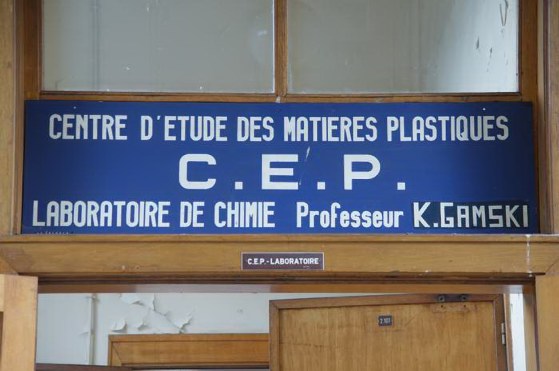 CENTRE D'ETUDE DES MATIERES PLASTIQUES
C.E.P.
LABORATOIRE DE CHIMIE Professeur K.GAMSKI
C.E.P.-LABORATOIRE